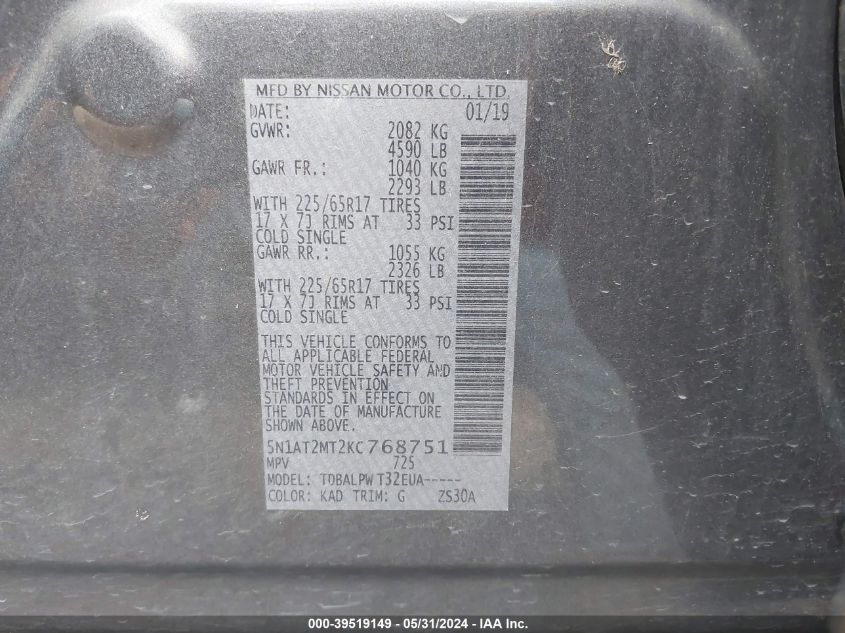 MFD BY NISSAN MOTOR CO., LTD.
DATE: 01/19
GVWR: 2082 KG
4590 LB
GAWR FR.: 1040 KG
2293 LB
WITH 225/65R17 TIRES
17 X 7J RIMS AT 33 PSI
COLD SINGLE
GAWR RR.: 1055 KG
2326 LB
WITH 225/65R17 TIRES
17 X 7J RIMS AT 33 PSI
COLD SINGLE
THIS VEHICLE CONFORMS TO
ALL APPLICABLE FEDERAL
MOTOR VEHICLE SAFETY AND
THEFT PREVENTION
STANDARDS IN EFFECT ON
THE DATE OF MANUFACTURE
SHOWN ABOVE.
5N1AT2MT2KC768751
MPV 725
MODEL: TDBALPW T32EUA-----
COLOR: KAD TRIM: G ZS30A
000-39519149 - 05/31/2024 - IAA Inc.